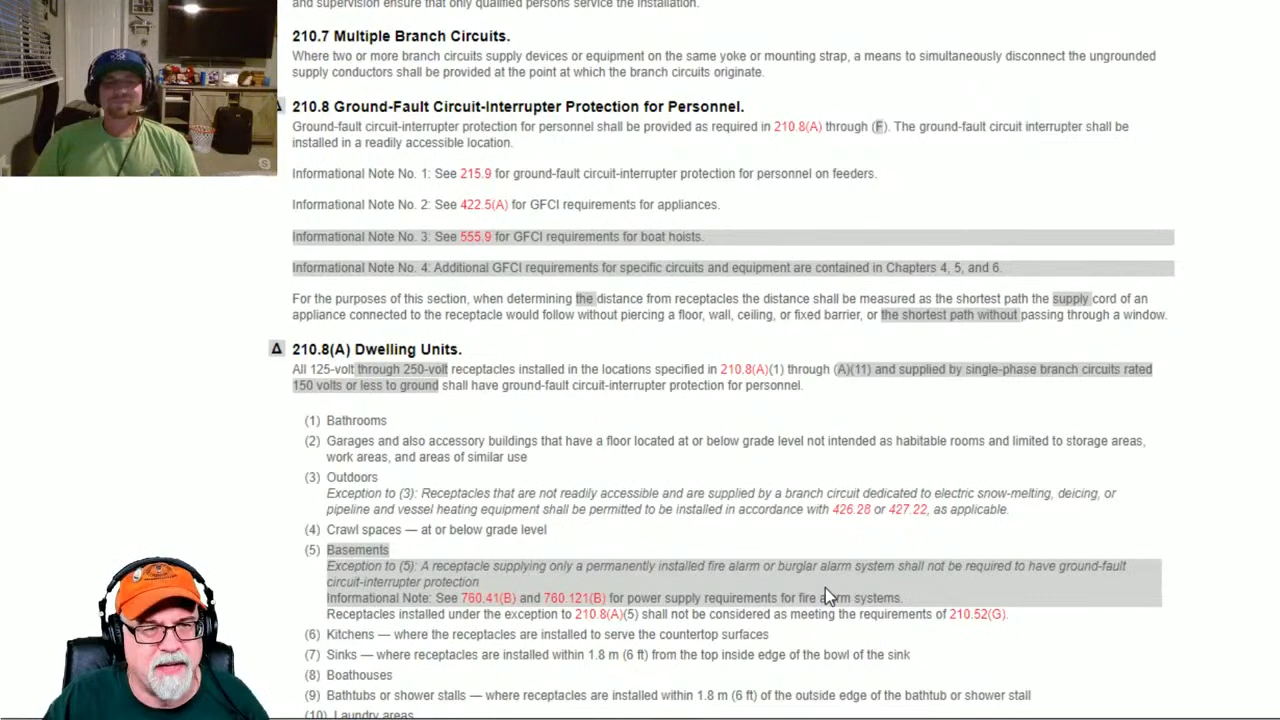 and supervision ensure that only qualified persons service the installation.
210.7 Multiple Branch Circuits.
Where two or more branch circuits supply devices or equipment on the same yoke or mounting strap, a means to simultaneously disconnect the ungrounded
supply conductors shall be provided at the point at which the branch circuits originate.
210.8 Ground-Fault Circuit-Interrupter Protection for Personnel.
Ground-fault circuit-interrupter protection for personnel shall be provided as required in 210.8(A) through (F). The ground-fault circuit interrupter shall be
installed in a readily accessible location.
Informational Note No. 1: See 215.9 for ground-fault circuit-interrupter protection for personnel on feeders.
Informational Note No. 2: See 422.5(A) for GFCI requirements for appliances.
Informational Note No. 3: See 555.9 for GFCI requirements for boat hoists.
Informational Note No. 4: Additional GFCI requirements for specific circuits and equipment are contained in Chapters 4, 5, and 6.
For the purposes of this section, when determining the distance from receptacles the distance shall be measured as the shortest path the supply cord of an
appliance connected to the receptacle would follow without piercing a floor, wall, ceiling, or fixed barrier, or the shortest path without passing through a window.
Δ 210.8(A) Dwelling Units.
All 125-volt through 250-volt receptacles installed in the locations specified in 210.8(A)(1) through (A)(11) and supplied by single-phase branch circuits rated
150 volts or less to ground shall have ground-fault circuit-interrupter protection for personnel.
(1) Bathrooms
(2) Garages and also accessory buildings that have a floor located at or below grade level not intended as habitable rooms and limited to storage areas,
work areas, and areas of similar use
(3) Outdoors
Exception to (3): Receptacles that are not readily accessible and are supplied by a branch circuit dedicated to electric snow-melting, deicing, or
pipeline and vessel heating equipment shall be permitted to be installed in accordance with 426.28 or 427.22, as applicable.
(4) Crawl spaces — at or below grade level
(5) Basements
Exception to (5): A receptacle supplying only a permanently installed fire alarm or burglar alarm system shall not be required to have ground-fault
circuit-interrupter protection
Informational Note: See 760.41(B) and 760.121(B) for power supply requirements for fire alarm systems.
Receptacles installed under the exception to 210.8(A)(5) shall not be considered as meeting the requirements of 210.52(G).
(6) Kitchens — where the receptacles are installed to serve the countertop surfaces
(7) Sinks — where receptacles are installed within 1.8 m (6 ft) from the top inside edge of the bowl of the sink
(8) Boathouses
(9) Bathtubs or shower stalls — where receptacles are installed within 1.8 m (6 ft) of the outside edge of the bathtub or shower stall
(10) Laundry areas